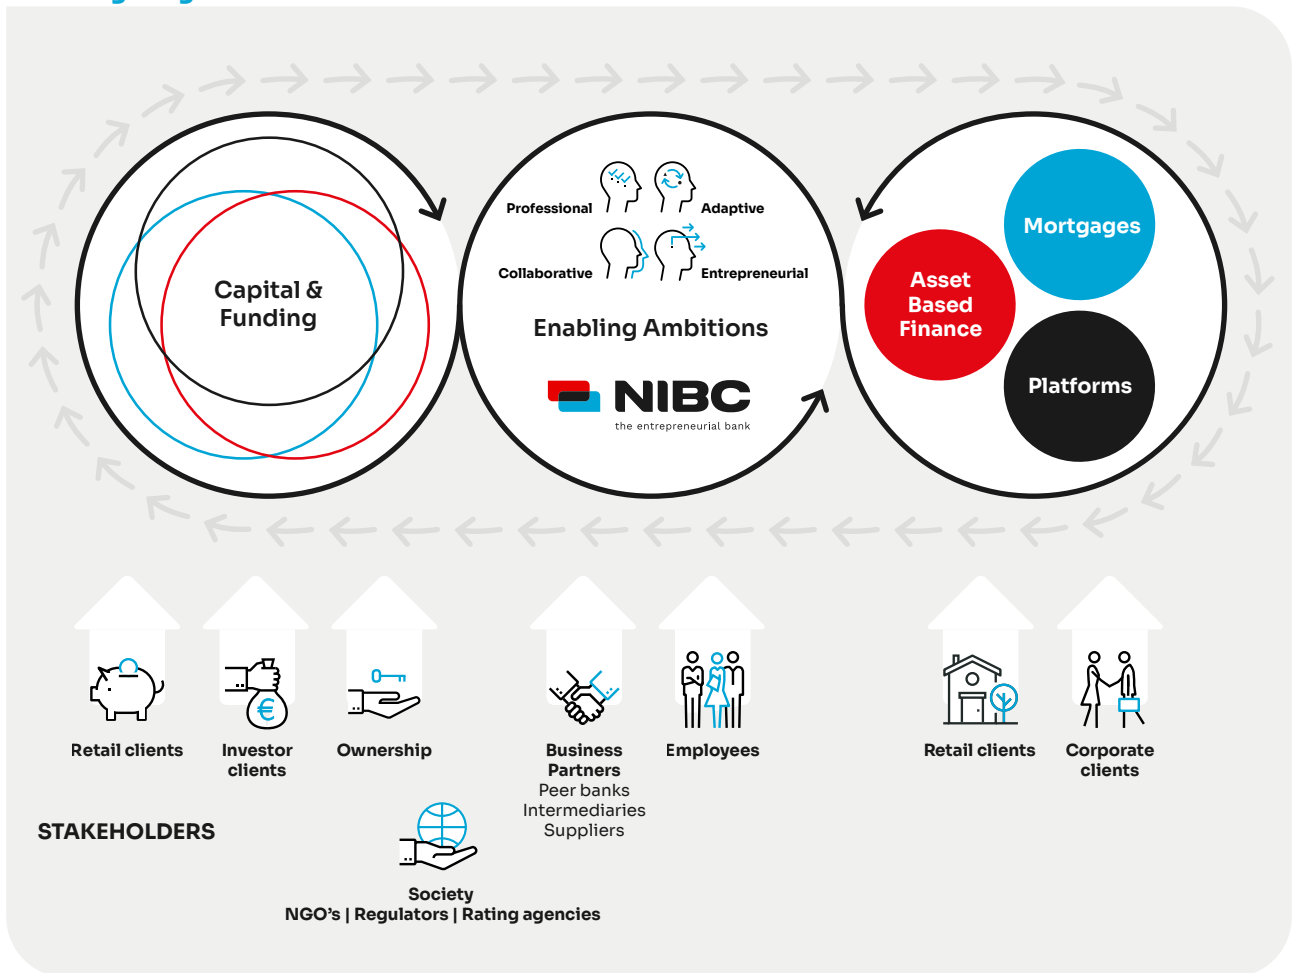 Capital &
Funding
Professional
Adaptive
Collaborative
Entrepreneurial
Enabling Ambitions
NIBC
the entrepreneurial bank
Mortgages
Asset
Based
Finance
Platforms
€
Retail clients
Investor
clients
Ownership
Business
Partners
Peer banks
Intermediaries
Suppliers
Employees
Retail clients
Corporate
clients
STAKEHOLDERS
Society
NGO's | Regulators | Rating agencies